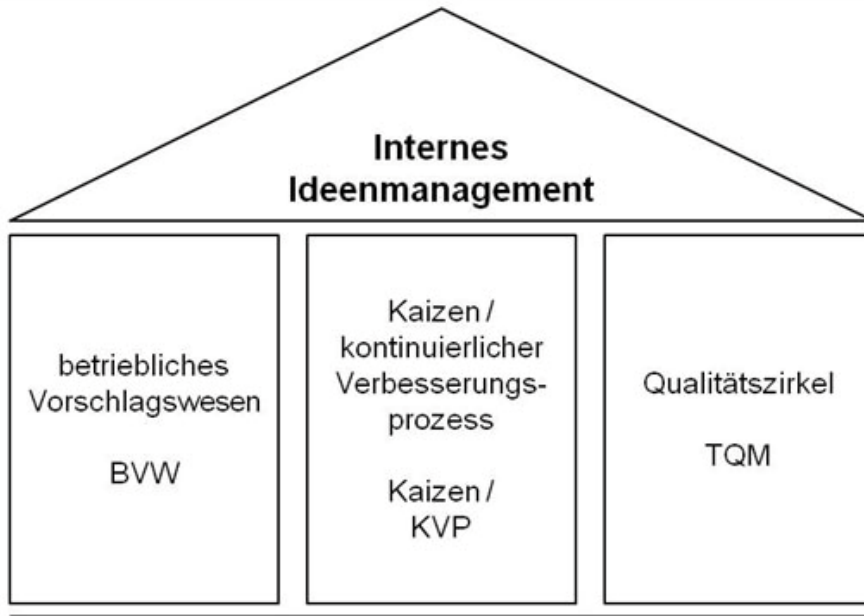 Internes
Ideenmanagement
betriebliches
Vorschlagswesen
BVW
Kaizen /
kontinuierlicher
Verbesserungs-
prozess
Kaizen /
KVP
Qualitätszirkel
TQM